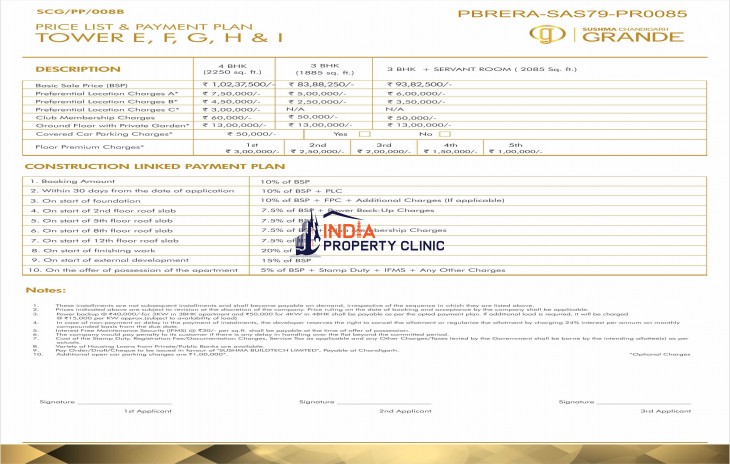 SCG/PP/008B
PBRERA-SAS79-PR0085
PRICE LIST & PAYMENT PLAN
TOWER E, F, G, H & I
SUSHMA CHANDIGARH
GRANDE
DESCRIPTION
4 BHK
(2250 sq. ft.)
3 BHK
(1885 sq. ft.)
3 BHK + SERVANT ROOM ( 2085 Sq. ft.)
Basic Sale Price (BSP) ₹ 1,02,37,500/- ₹ 83,88,250/- ₹ 93,82,500/-
Preferential Location Charges A* ₹ 7,50,000/- ₹ 5,00,000/- ₹ 6,00,000/-
Preferential Location Charges B* ₹ 4,50,000/- ₹ 2,50,000/- ₹ 3,50,000/-
Preferential Location Charges C* ₹ 3,00,000/- N/A N/A
Club Membership Charges ₹ 60,000/- ₹ 50,000/- ₹ 50,000/-
Ground Floor with Private Garden* ₹ 13,00,000/- ₹ 13,00,000/- ₹ 13,00,000/-
Covered Car Parking Charges* ₹ 50,000/- Yes No
Floor Premium Charges* 1st 2nd 3rd 4th 5th
₹ 3,00,000/- ₹ 2,50,000/- ₹ 2,00,000/- ₹ 1,50,000/- ₹ 1,00,000/-
CONSTRUCTION LINKED PAYMENT PLAN
1. Booking Amount 10% of BSP
2. Within 30 days from the date of application 10% of BSP + PLC
3. On start of foundation 10% of BSP + FPC + Additional Charges (If applicable)
4. On start of 2nd floor roof slab 7.5% of BSP + Power Back-Up Charges
5. On start of 5th floor roof slab 7.5% of BSP
6. On start of 8th floor roof slab 7.5% of BSP Membership Charges
7. On start of 12th floor roof slab 7.5% of
8. On start of finishing work 20% of
9. On start of external development 15% of BSP
10. On the offer of possession of the apartment 5% of BSP + Stamp Duty + IFMS + Any Other Charges
INDIA
PROPERTY CLINIC
Notes:
1. These installments are not subsequent installments and shall become payable on demand, irrespective of the sequence in which they are listed above.
2. Prices indicated above are subject to revision at the discretion of the company. Price ruling on the date of booking and acceptance by the company shall be applicable.
3. Power backup @ ₹40,000/- for 3KW in 3BHK apartment and ₹50,000 for 4KW in 4BHK shall be payable as per the opted payment plan. If additional load is required, it will be charged
@ ₹15,000 per KW approx.(subject to availability of load)
4. In case of non payment or delay in the payment of instalments, the developer reserves the right to cancel the allotment or regularise the allotment by charging 24% interest per annum on monthly
compounded basis from the due date.
5. Interest Free Maintenance Security (IFMS) @ ₹30/- per sq.ft. shall be payable at the time of offer of possession.
6. The company would pay penalty to its customer if there is any delay in handing over the flat beyond the committed period.
7. Cost of the Stamp Duty, Registration Fee/Documentation Charges, Service Tax as applicable and any Other Charges/Taxes levied by the Government shall be borne by the intending allottee(s) as per
actuals.
8. Variety of Housing Loans from Private/Public Banks are available.
9. Pay Order/Draft/Cheque to be issued in favour of "SUSHMA BUILDTECH LIMITED", Payable at Chandigarh.
10. Additional open car parking charges are ₹1,00,000*.
*Optional Charges
Signature Signature Signature
1st Applicant 2nd Applicant 3rd Applicant